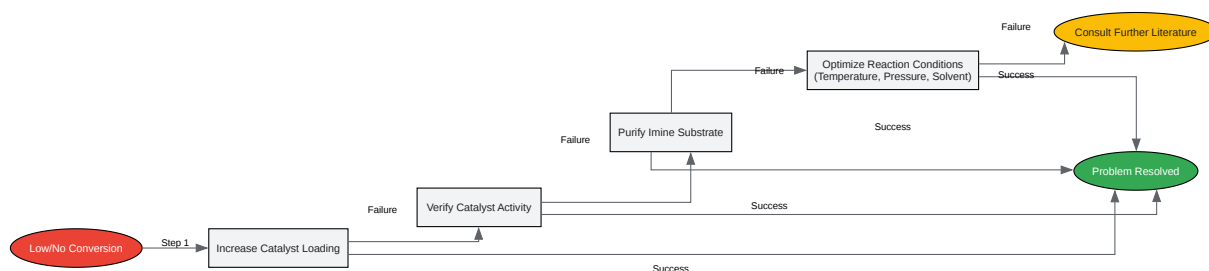 Low/No Conversion
Step 1
Increase Catalyst Loading
Failure
Success
Verify Catalyst Activity
Failure
Success
Purify Imine Substrate
Failure
Success
Optimize Reaction Conditions
(Temperature, Pressure, Solvent)
Failure
Success
Consult Further Literature
Problem Resolved